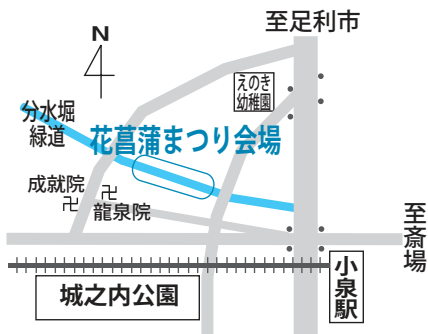 至足利市
N
えのき
幼稚園
分水堀
緑道
花菖蒲まつり会場
成就院
卍
卍
龍泉院
至斎場
小泉駅
城之内公園